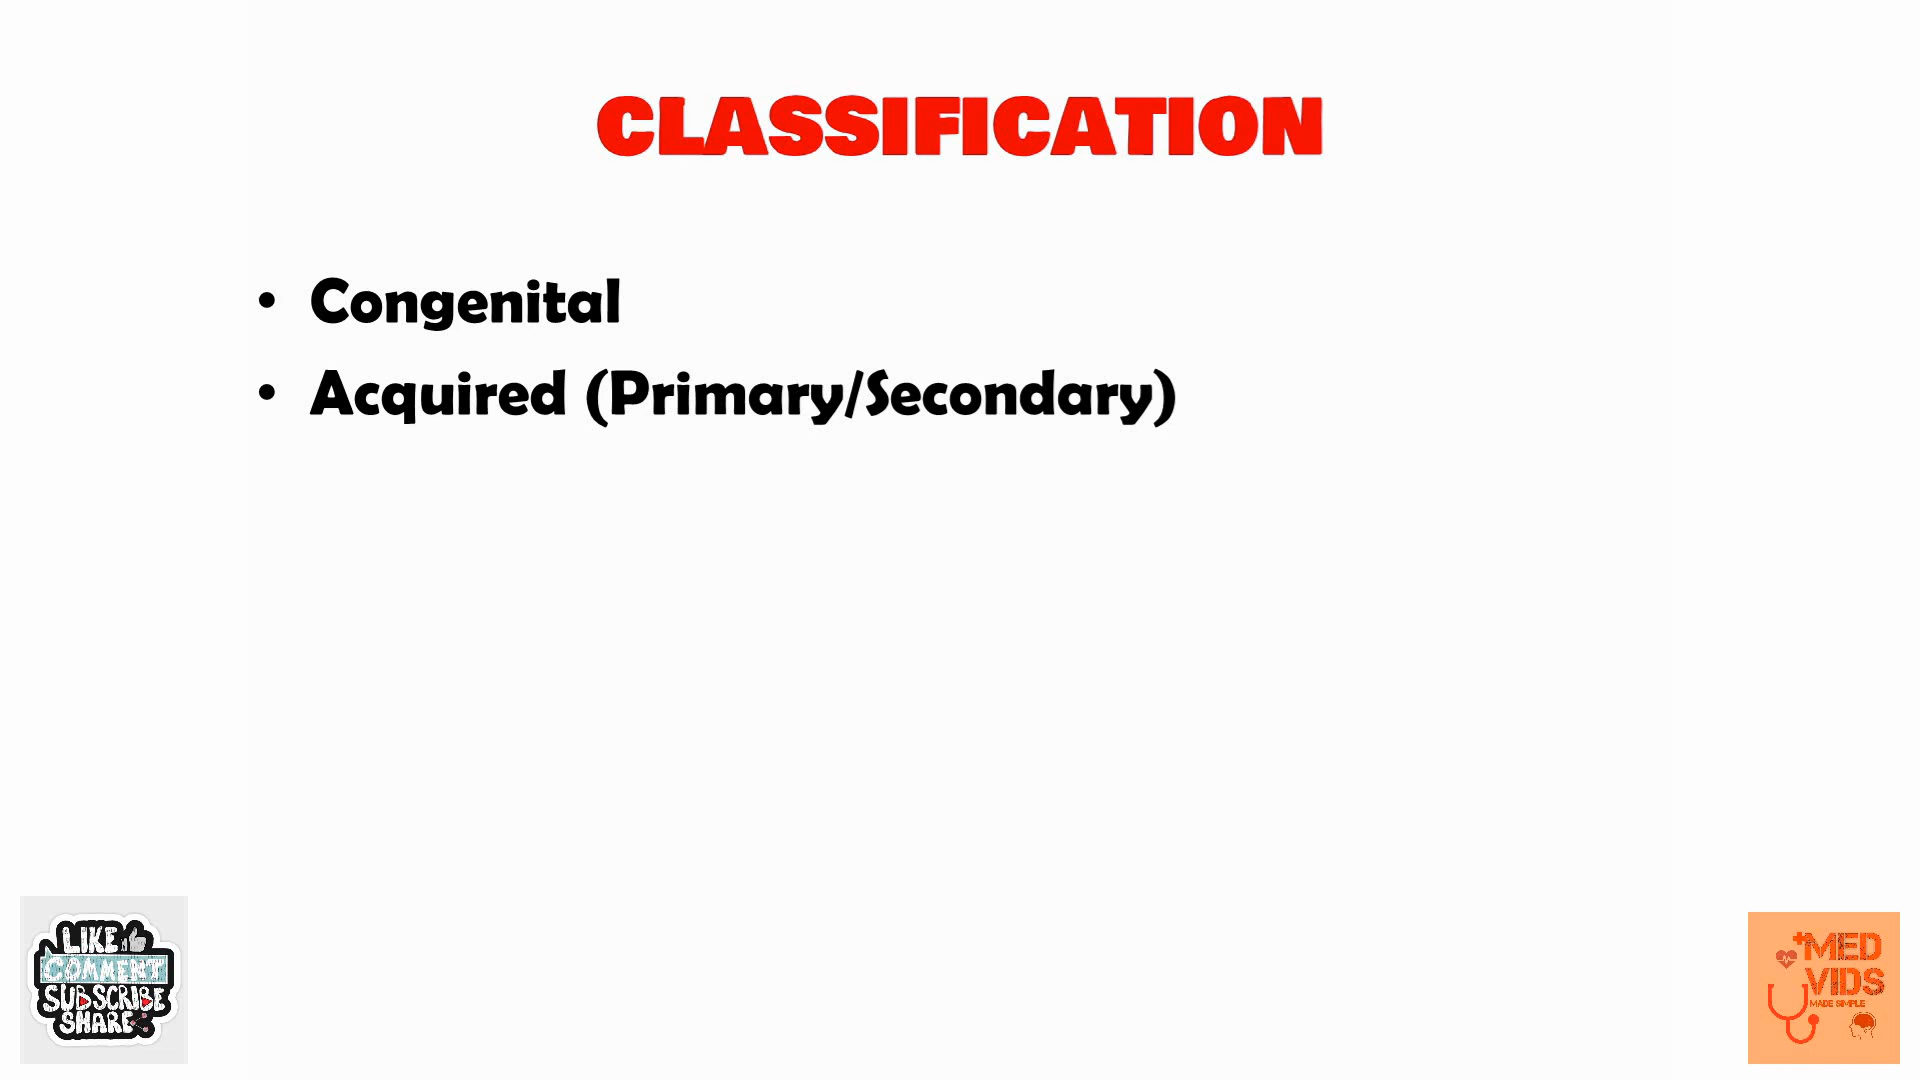 CLASSIFICATION
• Congenital
• Acquired (Primary/Secondary)
LIKE
COMMENT
SUBSCRIBE
SHARE
MED
VIDS
MADE SIMPLE